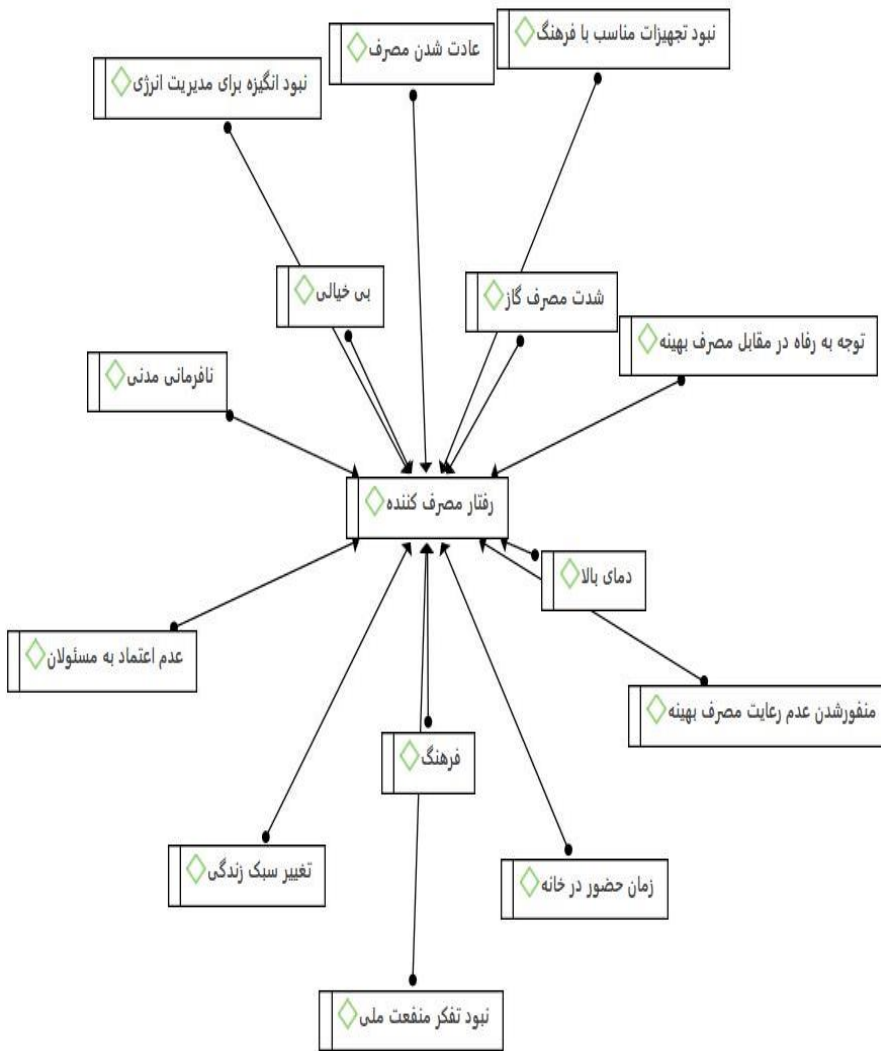 نبود تجهیزات مناسب با فرهنگ
عادت شدن مصرف
نبود انگیزه برای مدیریت انرژی
شدت مصرف گاز
بی خیالی
توجه به رفاه در مقابل مصرف بهینه
نافرمانی مدنی
رفتار مصرف کننده
دمای بالا
عدم اعتماد به مسئولان
منفورشدن عدم رعایت مصرف بهینه
فرهنگ
زمان حضور در خانه
تغییر سبک زندگی
نبود تفکر منفعت ملی